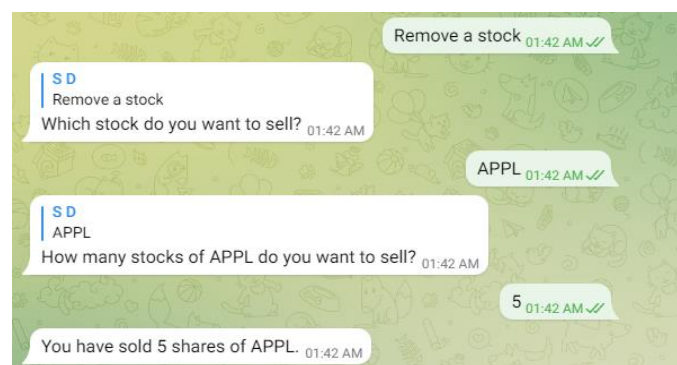 Remove a stock 01:42 AM
S D
Remove a stock
Which stock do you want to sell? 01:42 AM
APPL 01:42 AM
S D
APPL
How many stocks of APPL do you want to sell? 01:42 AM
5 01:42 AM
You have sold 5 shares of APPL. 01:42 AM